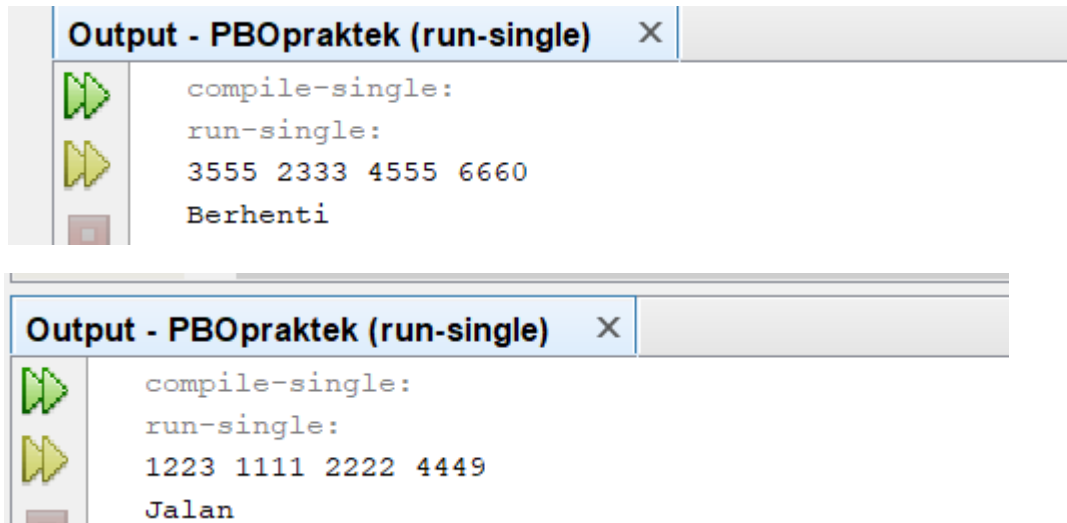 Output - PBOpraktek (run-single) ×
compile-single:
run-single:
3555 2333 4555 6660
Berhenti
Output - PBOpraktek (run-single) ×
compile-single:
run-single:
1223 1111 2222 4449
Jalan